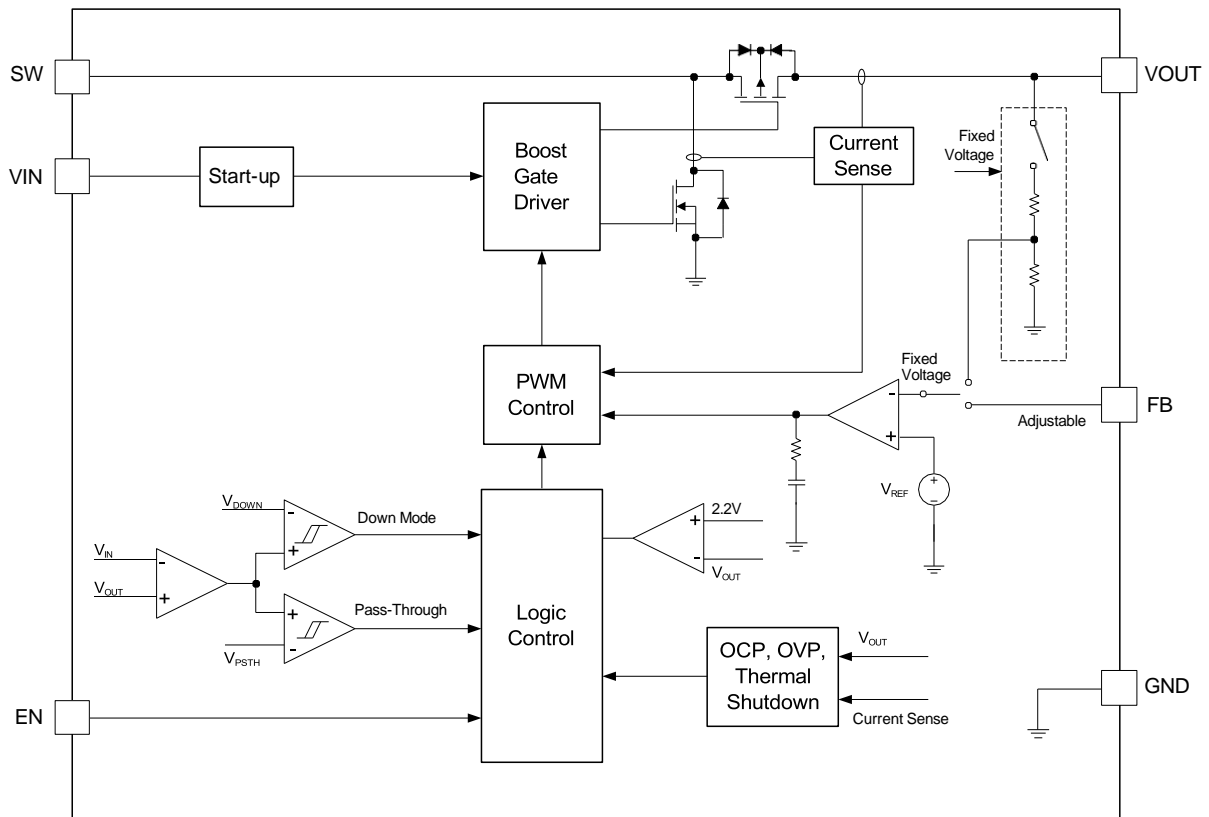 SW
VOUT
VIN
Start-up
Boost
Gate
Driver
Current
Sense
Fixed
Voltage
PWM
Control
Fixed
Voltage
-
+
Adjustable
FB
VREF
+
-
VDOWN
-
+
Down Mode
VIN
-
VOUT
+
+
-
Pass-Through
VPSTH
Logic
Control
2.2V
+
-
VOUT
OCP, OVP,
Thermal
Shutdown
VOUT
Current Sense
GND
EN